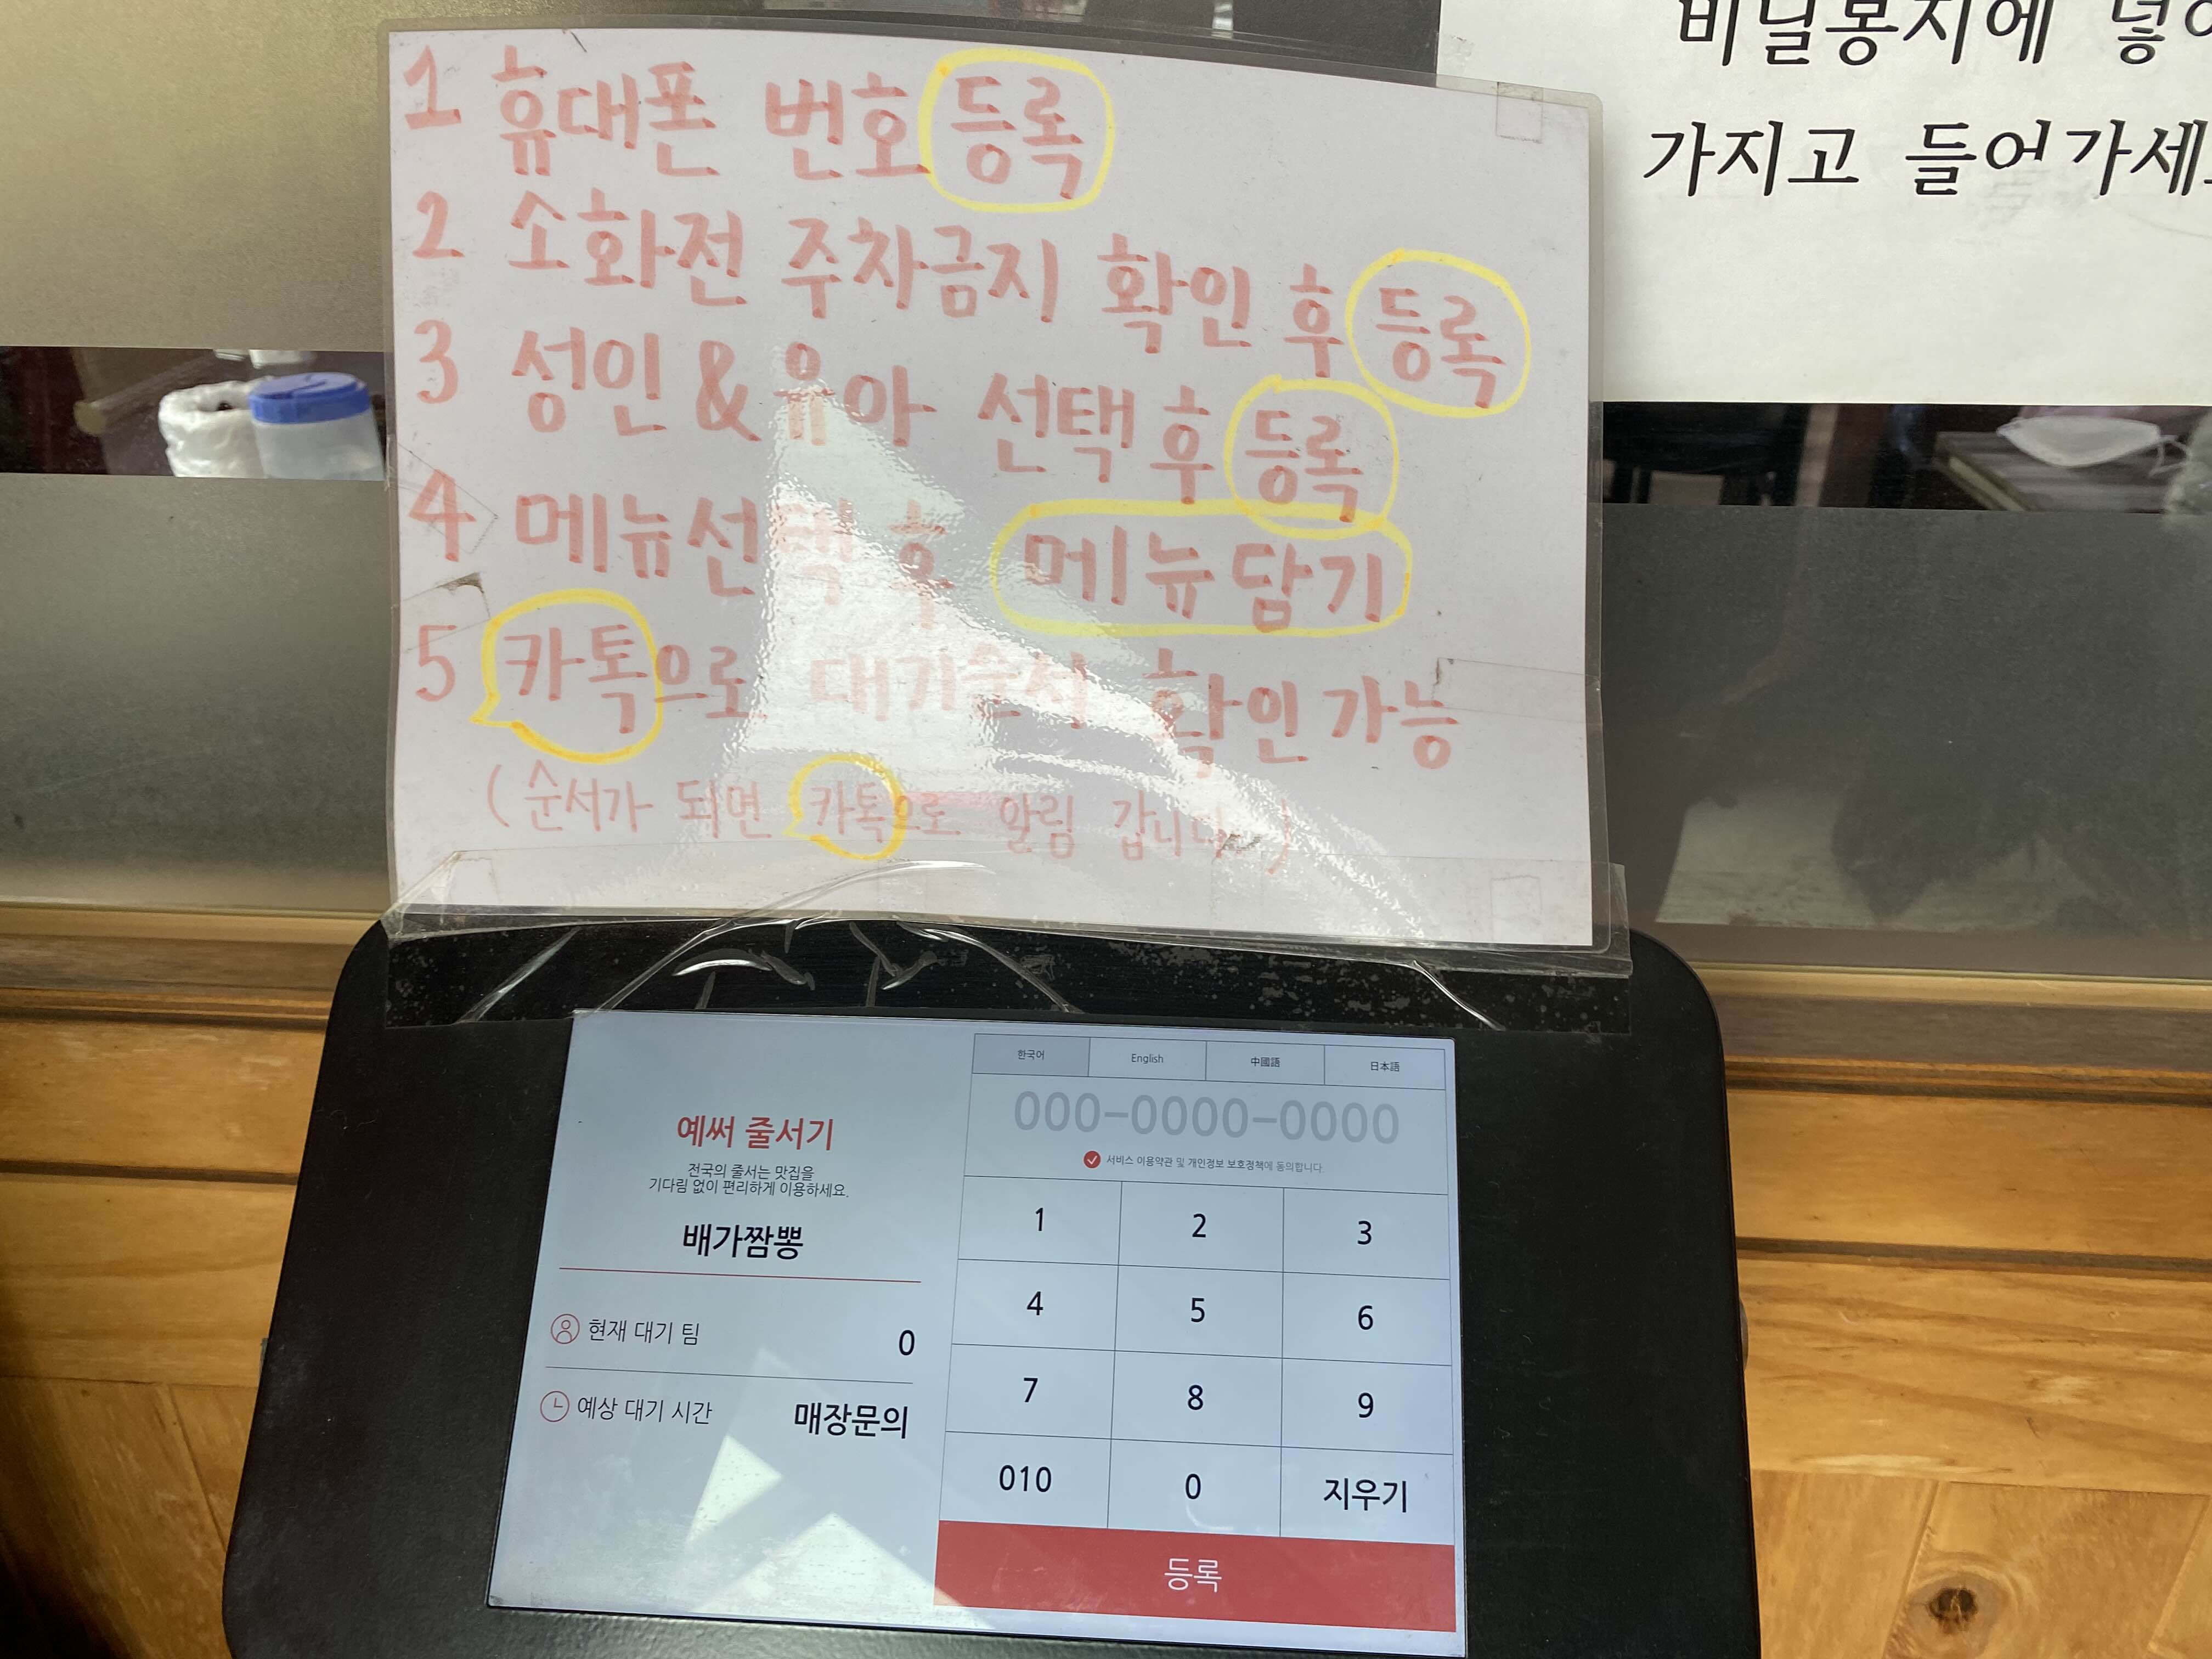 비닐봉지에
가지고 들어가세
1 휴대폰 번호 등록
2 소화전 주차금지 확인 후 등록
3 성인 & 유아 선택 후 등록
4 메뉴선택 후 메뉴담기
5 카톡으로 대기순서 확인가능
(순서가 되면 카톡으로 알림 갑니다.)
예써 줄서기
전국의 줄서는 맛집을
기다림 없이 편리하게 이용하세요.
배가짬뽕
현재 대기 팀 0
예상 대기 시간 매장문의
한국어 English 中國語 日本語
000-0000-0000
서비스 이용약관 및 개인정보 보호정책에 동의합니다.
1 2 3
4 5 6
7 8 9
010 0 지우기
등록